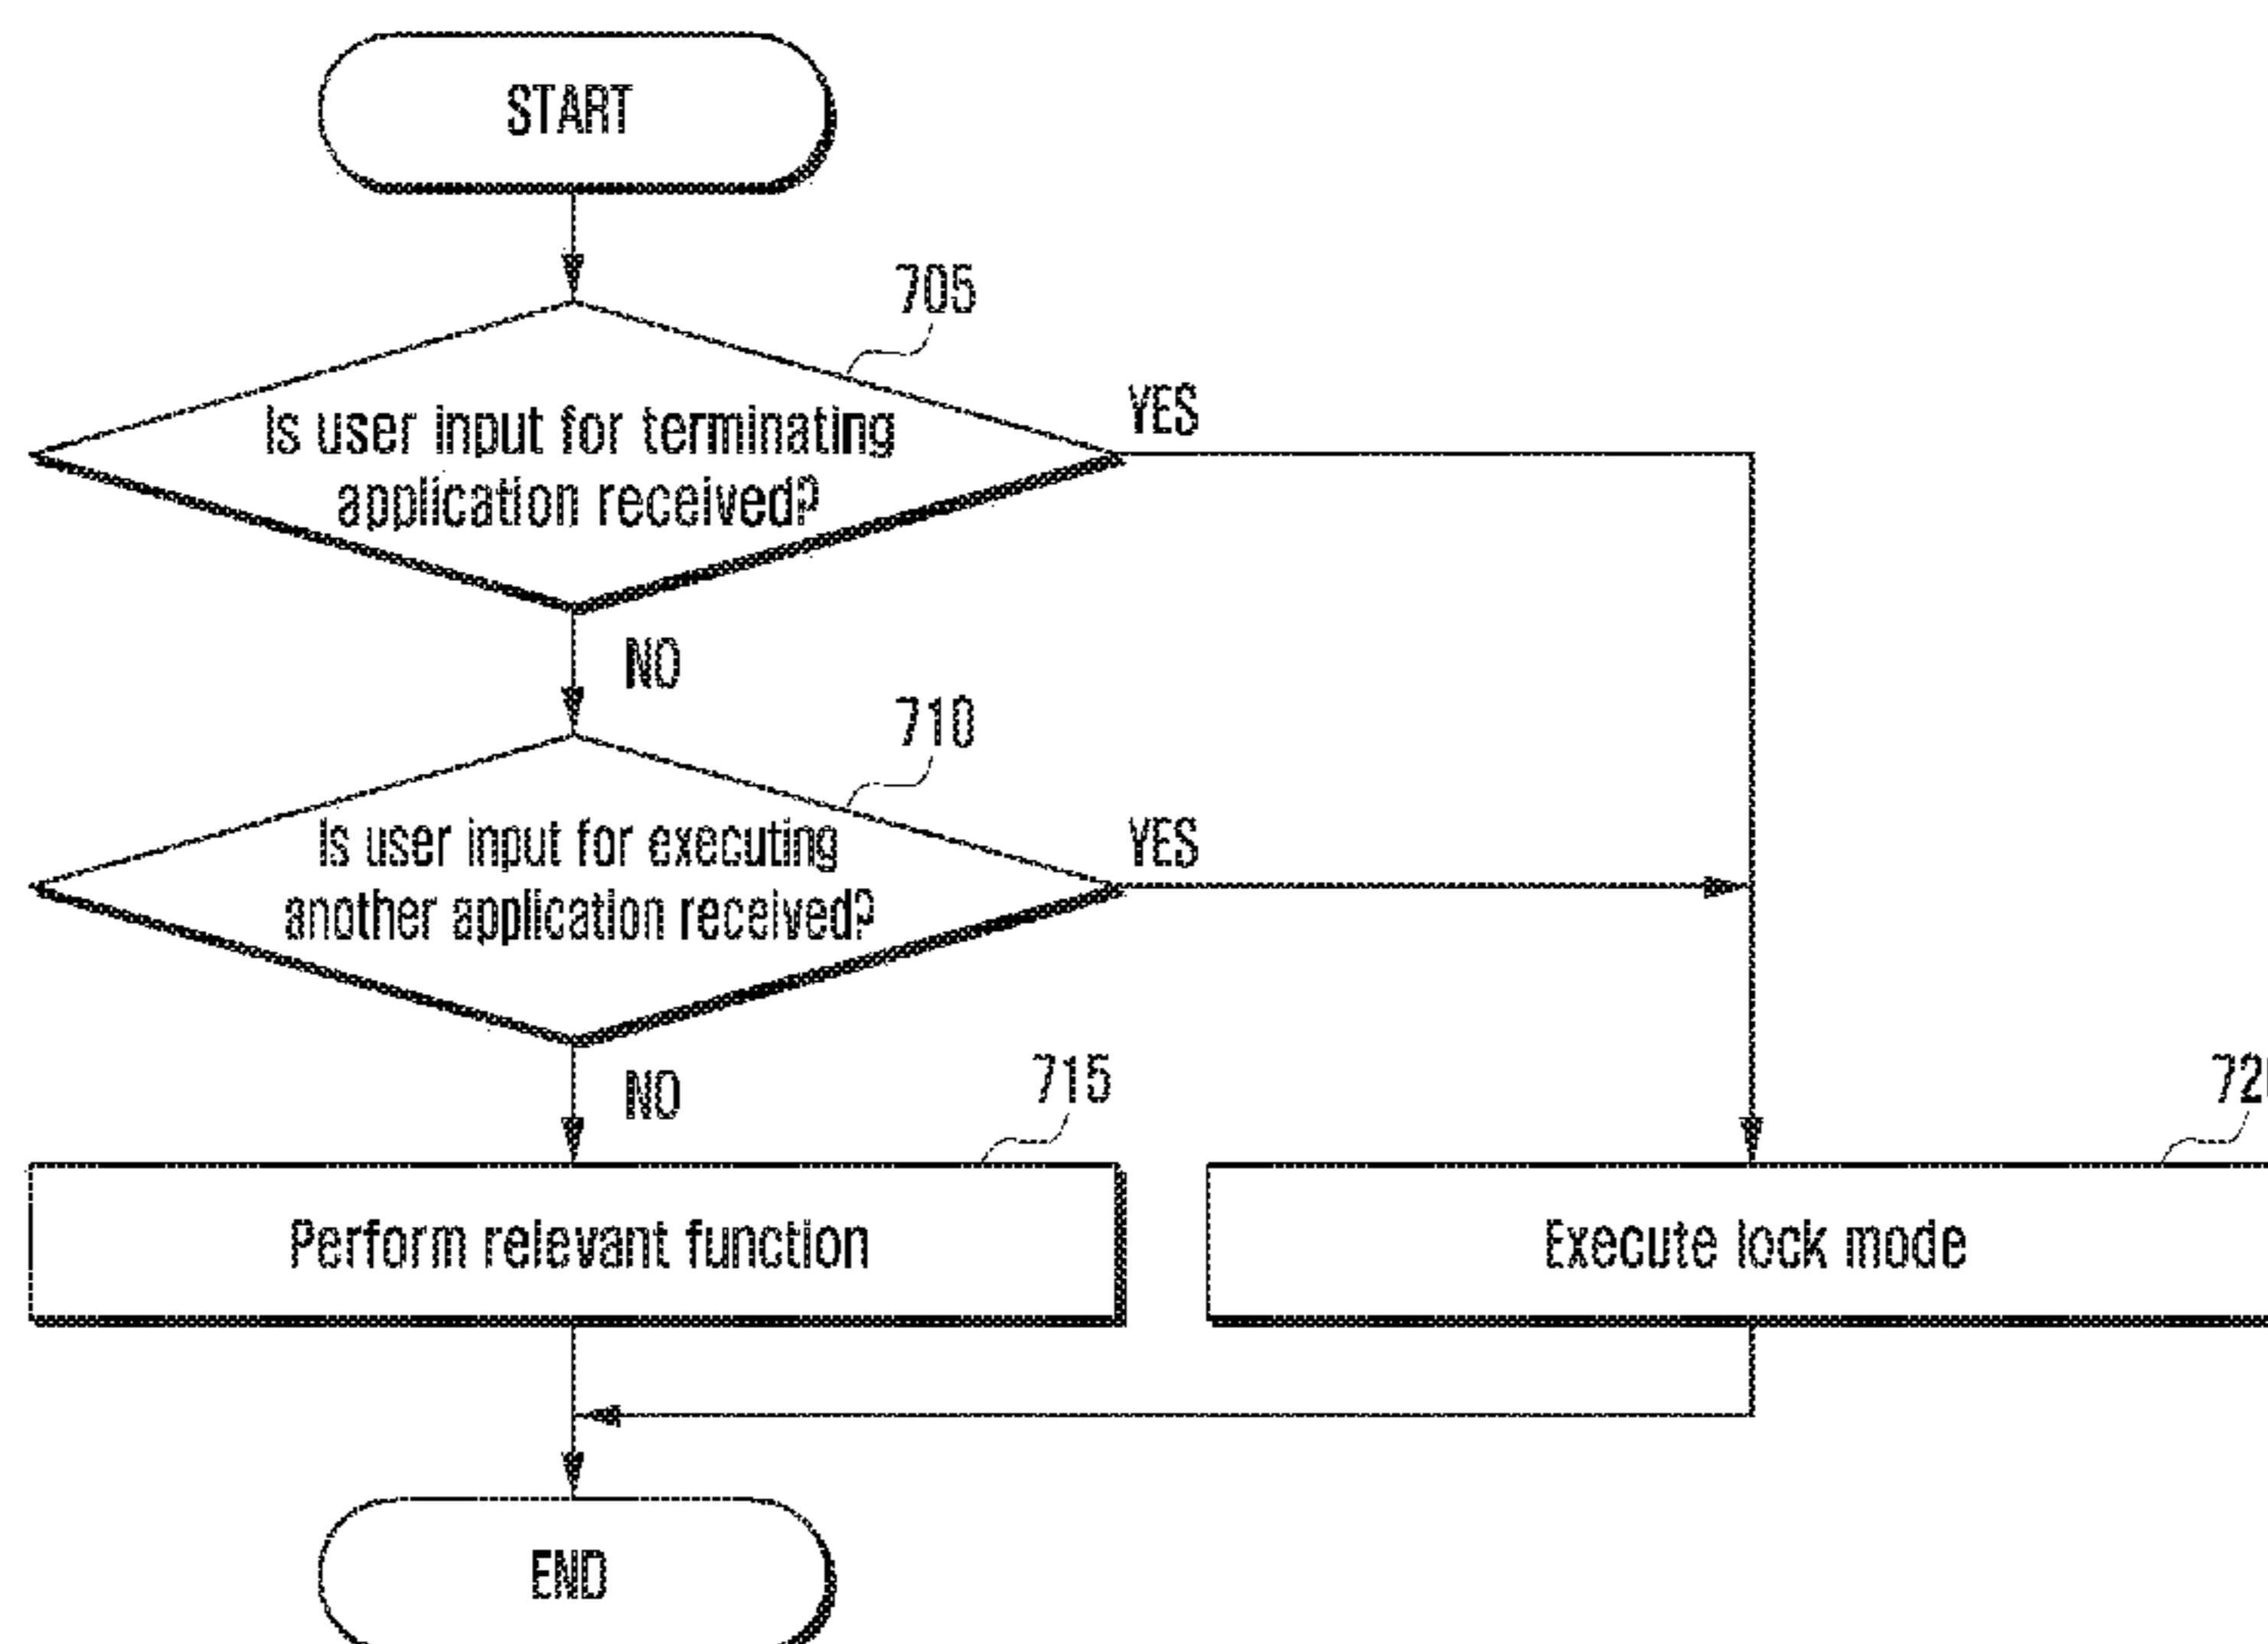 START
705
Is user input for terminating
application received?
YES
NO
710
Is user input for executing
another application received?
YES
NO
715
Perform relevant function
72
Execute lock mode
END